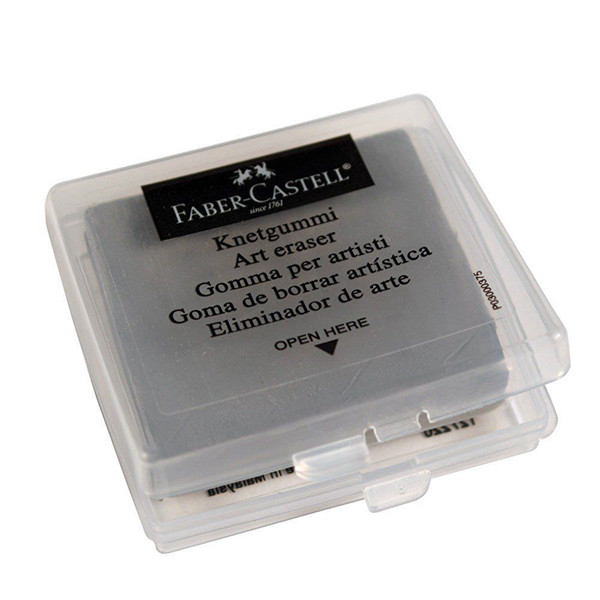 FABER-CASTELL®
since 1761
Knetgummi
Art eraser
Gomma per artisti
Goma de borrar artística
Eliminador de arte
OPEN HERE
P03000375